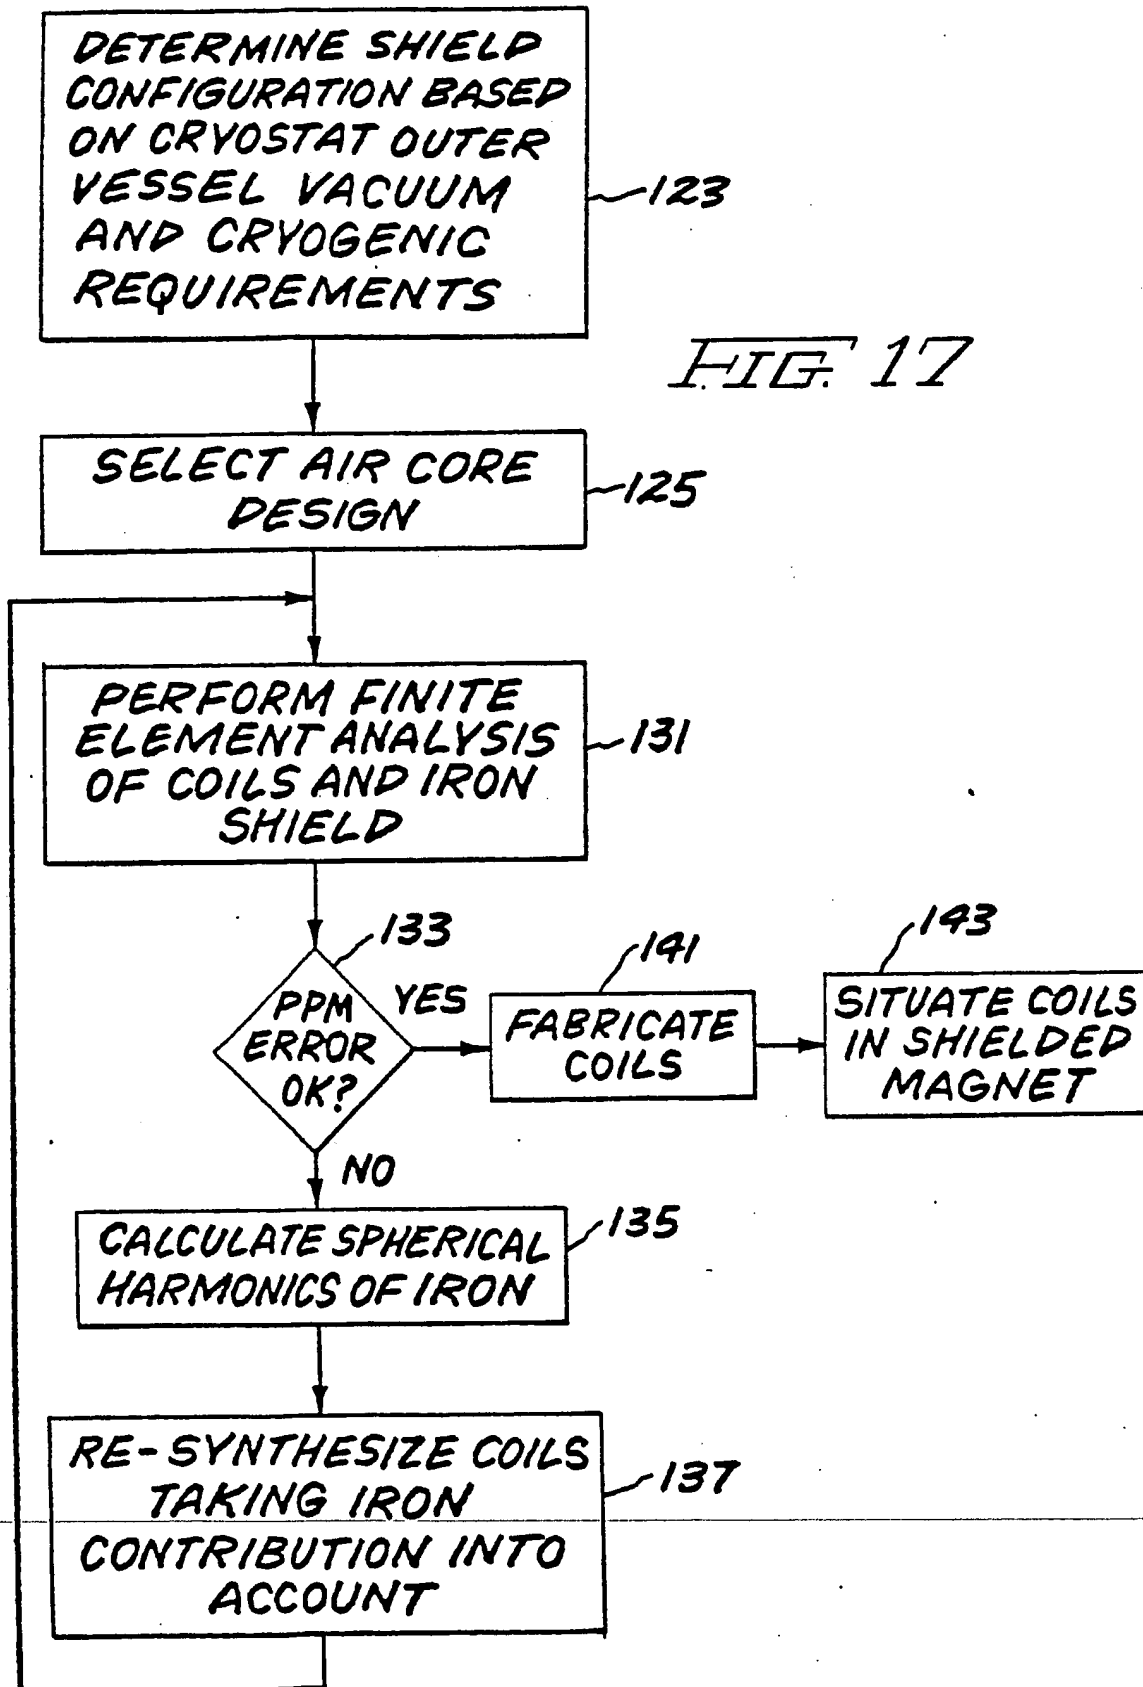 DETERMINE SHIELD
CONFIGURATION BASED
ON CRYOSTAT OUTER
VESSEL VACUUM
AND CRYOGENIC
REQUIREMENTS
123
FIG. 17
SELECT AIR CORE
DESIGN
125
PERFORM FINITE
ELEMENT ANALYSIS
OF COILS AND IRON
SHIELD
131
133
PPM
ERROR
OK?
YES
141
FABRICATE
COILS
143
SITUATE COILS
IN SHIELDED
MAGNET
NO
135
CALCULATE SPHERICAL
HARMONICS OF IRON
RE-SYNTHESIZE COILS
TAKING IRON
CONTRIBUTION INTO
ACCOUNT
137